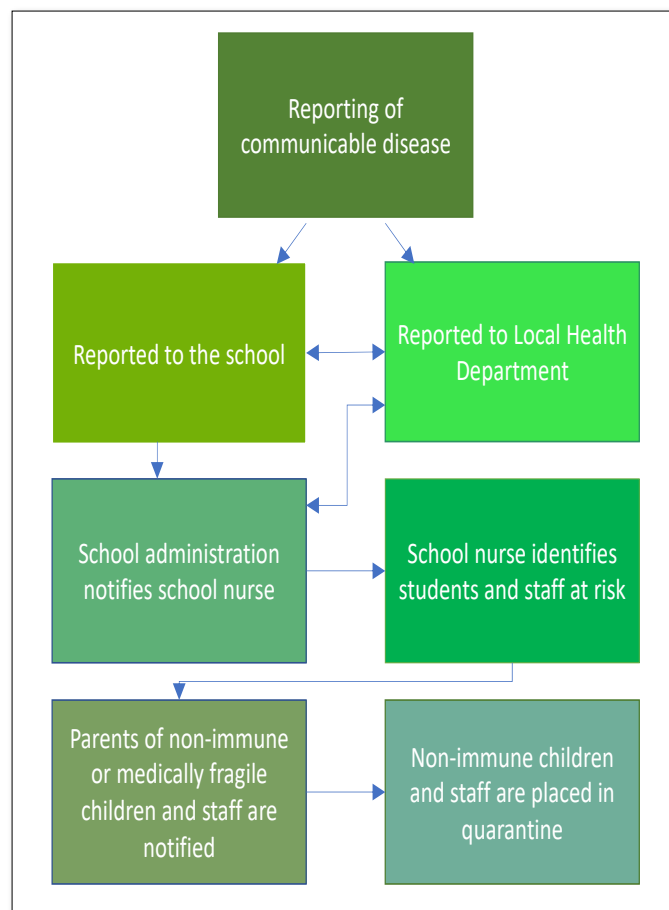 Reporting of
communicable disease
Reported to the school
Reported to Local Health
Department
School administration
notifies school nurse
School nurse identifies
students and staff at risk
Parents of non-immune
or medically fragile
children and staff are
notified
Non-immune children
and staff are placed in
quarantine